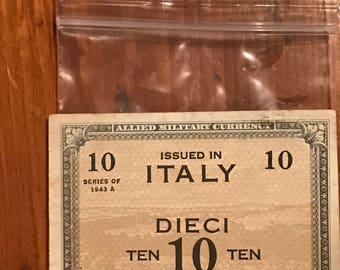 ALLIED MILITARY CURRENCY
ISSUED IN
10 ITALY 10
SERIES OF
1943 A
DIECI
TEN 10 TEN